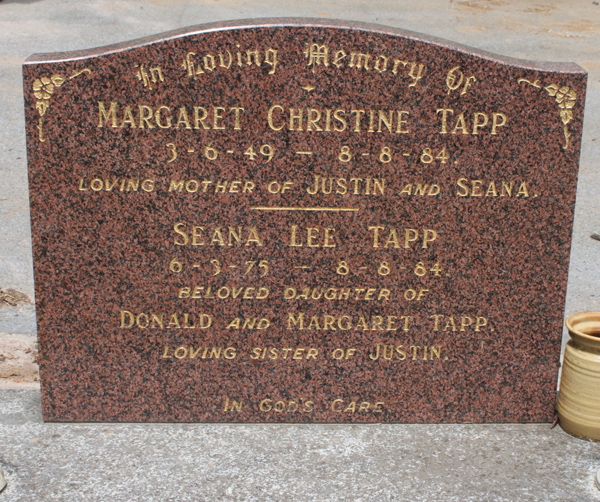 In Loving Memory Of
MARGARET CHRISTINE TAPP
3-6-49 — 8-8-84.
LOVING MOTHER OF JUSTIN AND SEANA.
SEANA LEE TAPP
6-3-75 — 8-8-84.
BELOVED DAUGHTER OF
DONALD AND MARGARET TAPP.
LOVING SISTER OF JUSTIN.
IN GOD'S CARE